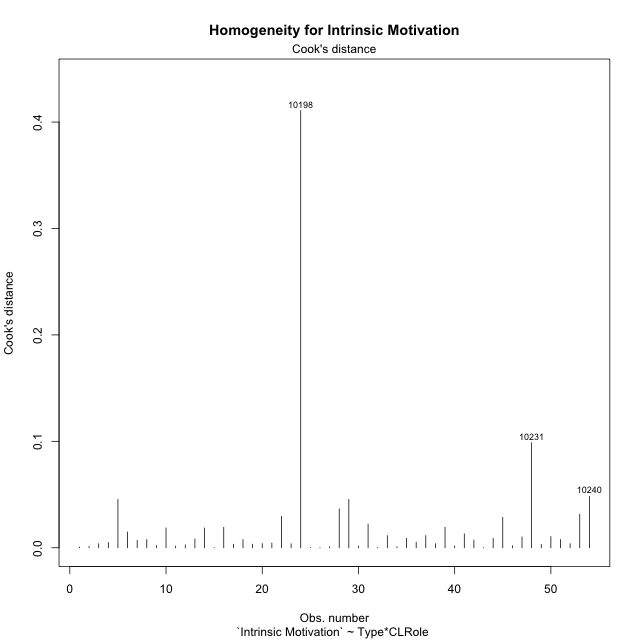 Homogeneity for Intrinsic Motivation
Cook's distance
10198
10231
10240
Cook's distance
0.4
0.3
0.2
0.1
0.0
0 10 20 30 40 50
Obs. number
`Intrinsic Motivation` ~ Type*CLRole